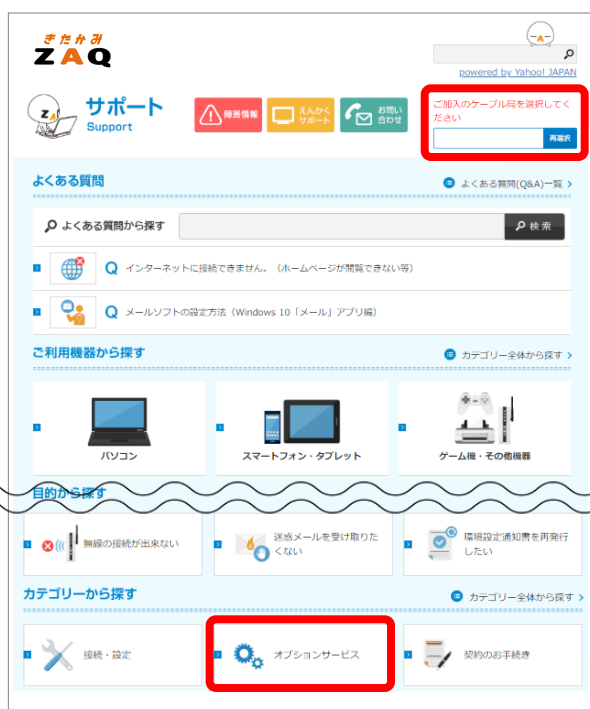 きたかみ
ZAQ
powered by Yahoo! JAPAN
サポート
Support
障害情報
えんかく
サポート
お問い
合わせ
ご加入のケーブル局を選択してく
ださい
再選択
よくある質問
よくある質問(Q&A)一覧
よくある質問から探す
検索
Q インターネットに接続できません。（ホームページが閲覧できない等）
Q メールソフトの設定方法（Windows 10「メール」アプリ編）
ご利用機器から探す
カテゴリー全体から探す
パソコン
スマートフォン・タブレット
ゲーム機・その他機器
目的から探す
無線の接続が出来ない
迷惑メールを受け取りた
くない
環境設定通知書を再発行
したい
カテゴリーから探す
カテゴリー全体から探す
接続・設定
オプションサービス
契約のお手続き